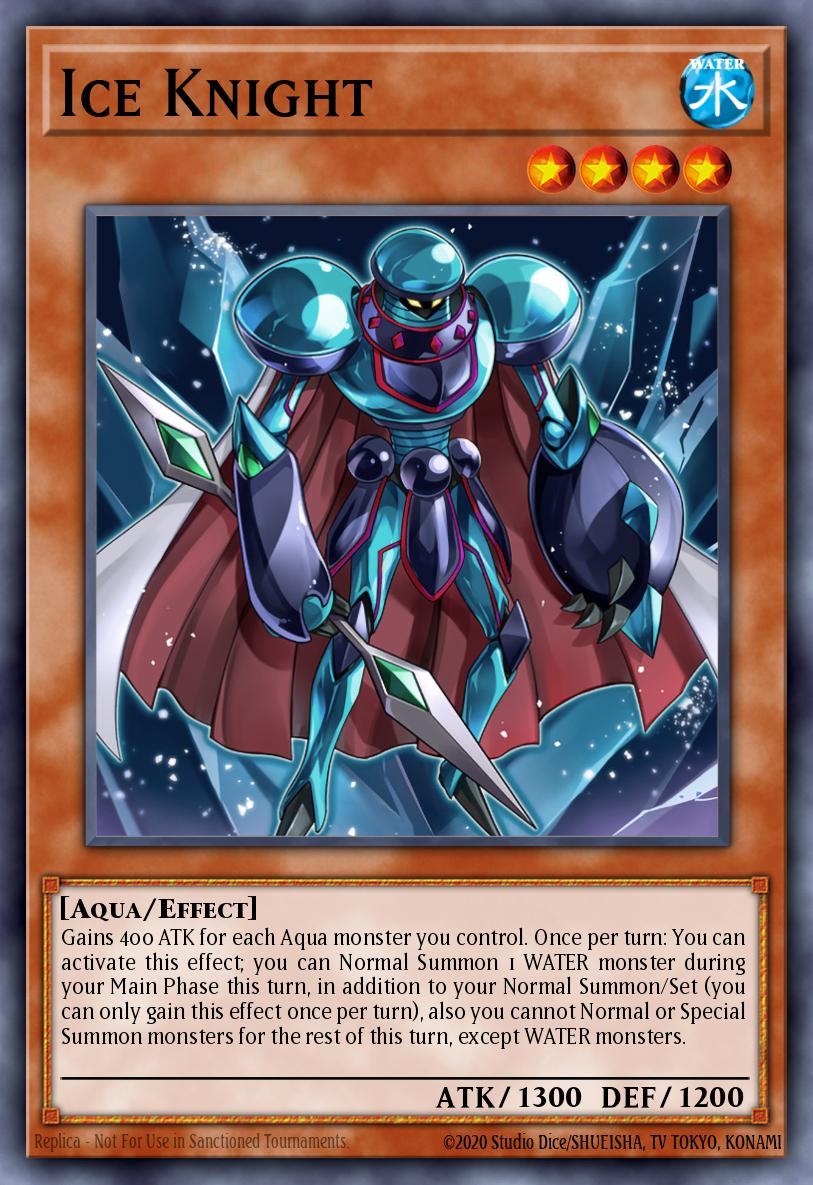 Ice Knight
WATER
水
[Aqua/Effect]
Gains 400 ATK for each Aqua monster you control. Once per turn: You can
activate this effect; you can Normal Summon 1 WATER monster during
your Main Phase this turn, in addition to your Normal Summon/Set (you
can only gain this effect once per turn), also you cannot Normal or Special
Summon monsters for the rest of this turn, except WATER monsters.
ATK/1300 DEF/1200
Replica - Not For Use in Sanctioned Tournaments.
©2020 Studio Dice/SHUEISHA, TV TOKYO, KONAMI